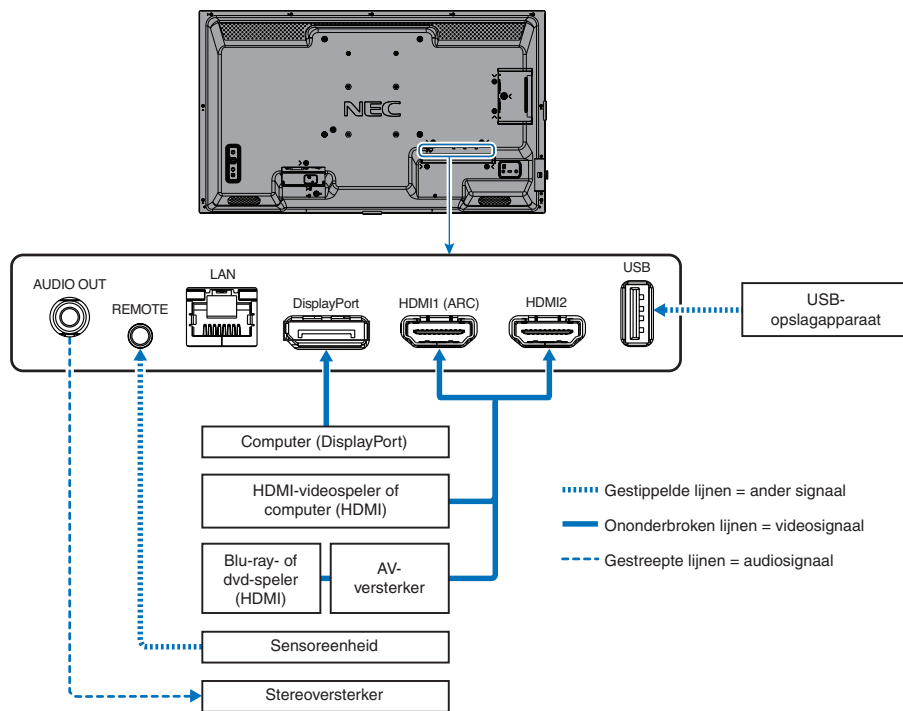 NEC
AUDIO OUT
REMOTE
LAN
DisplayPort
HDMI1 (ARC)
HDMI2
USB
USB-
opslagapparaat
Computer (DisplayPort)
HDMI-videospeler of
computer (HDMI)
Blu-ray- of
dvd-speler
(HDMI)
AV-
versterker
Sensoreenheid
Stereoversterker
Gestippelde lijnen = ander signaal
Ononderbroken lijnen = videosignaal
Gestreepte lijnen = audiosignaal